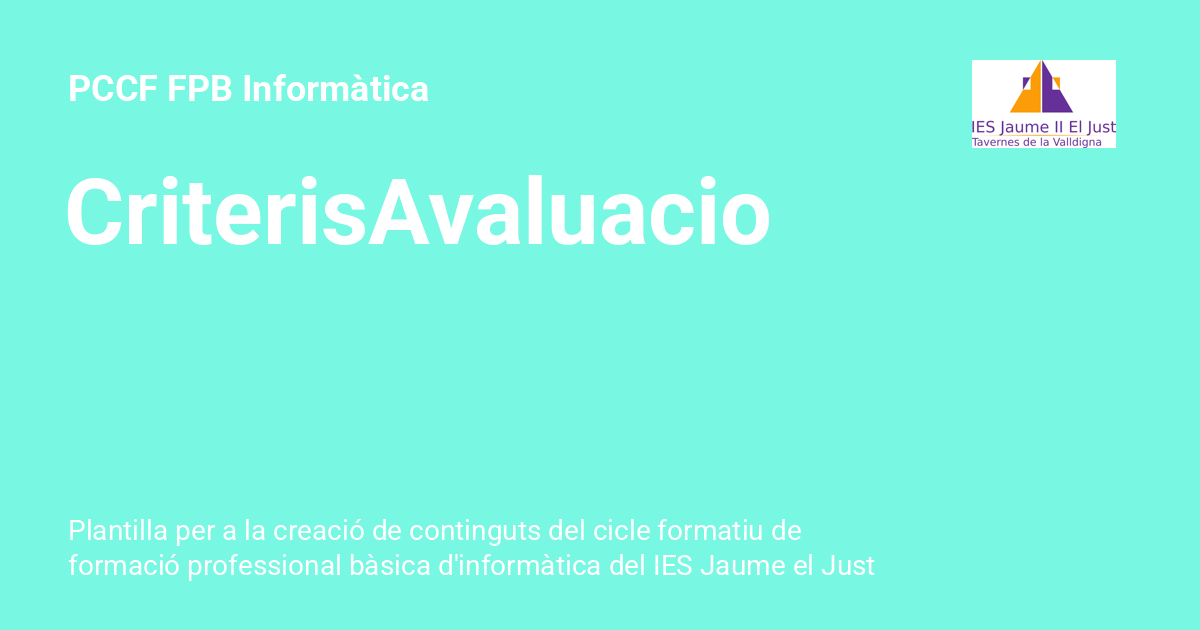 PCCF FPB Informàtica
IES Jaume II El Just
Tavernes de la Valldigna
CriterisAvaluacio
Plantilla per a la creació de continguts del cicle formatiu de
formació professional bàsica d'informàtica del IES Jaume el Just